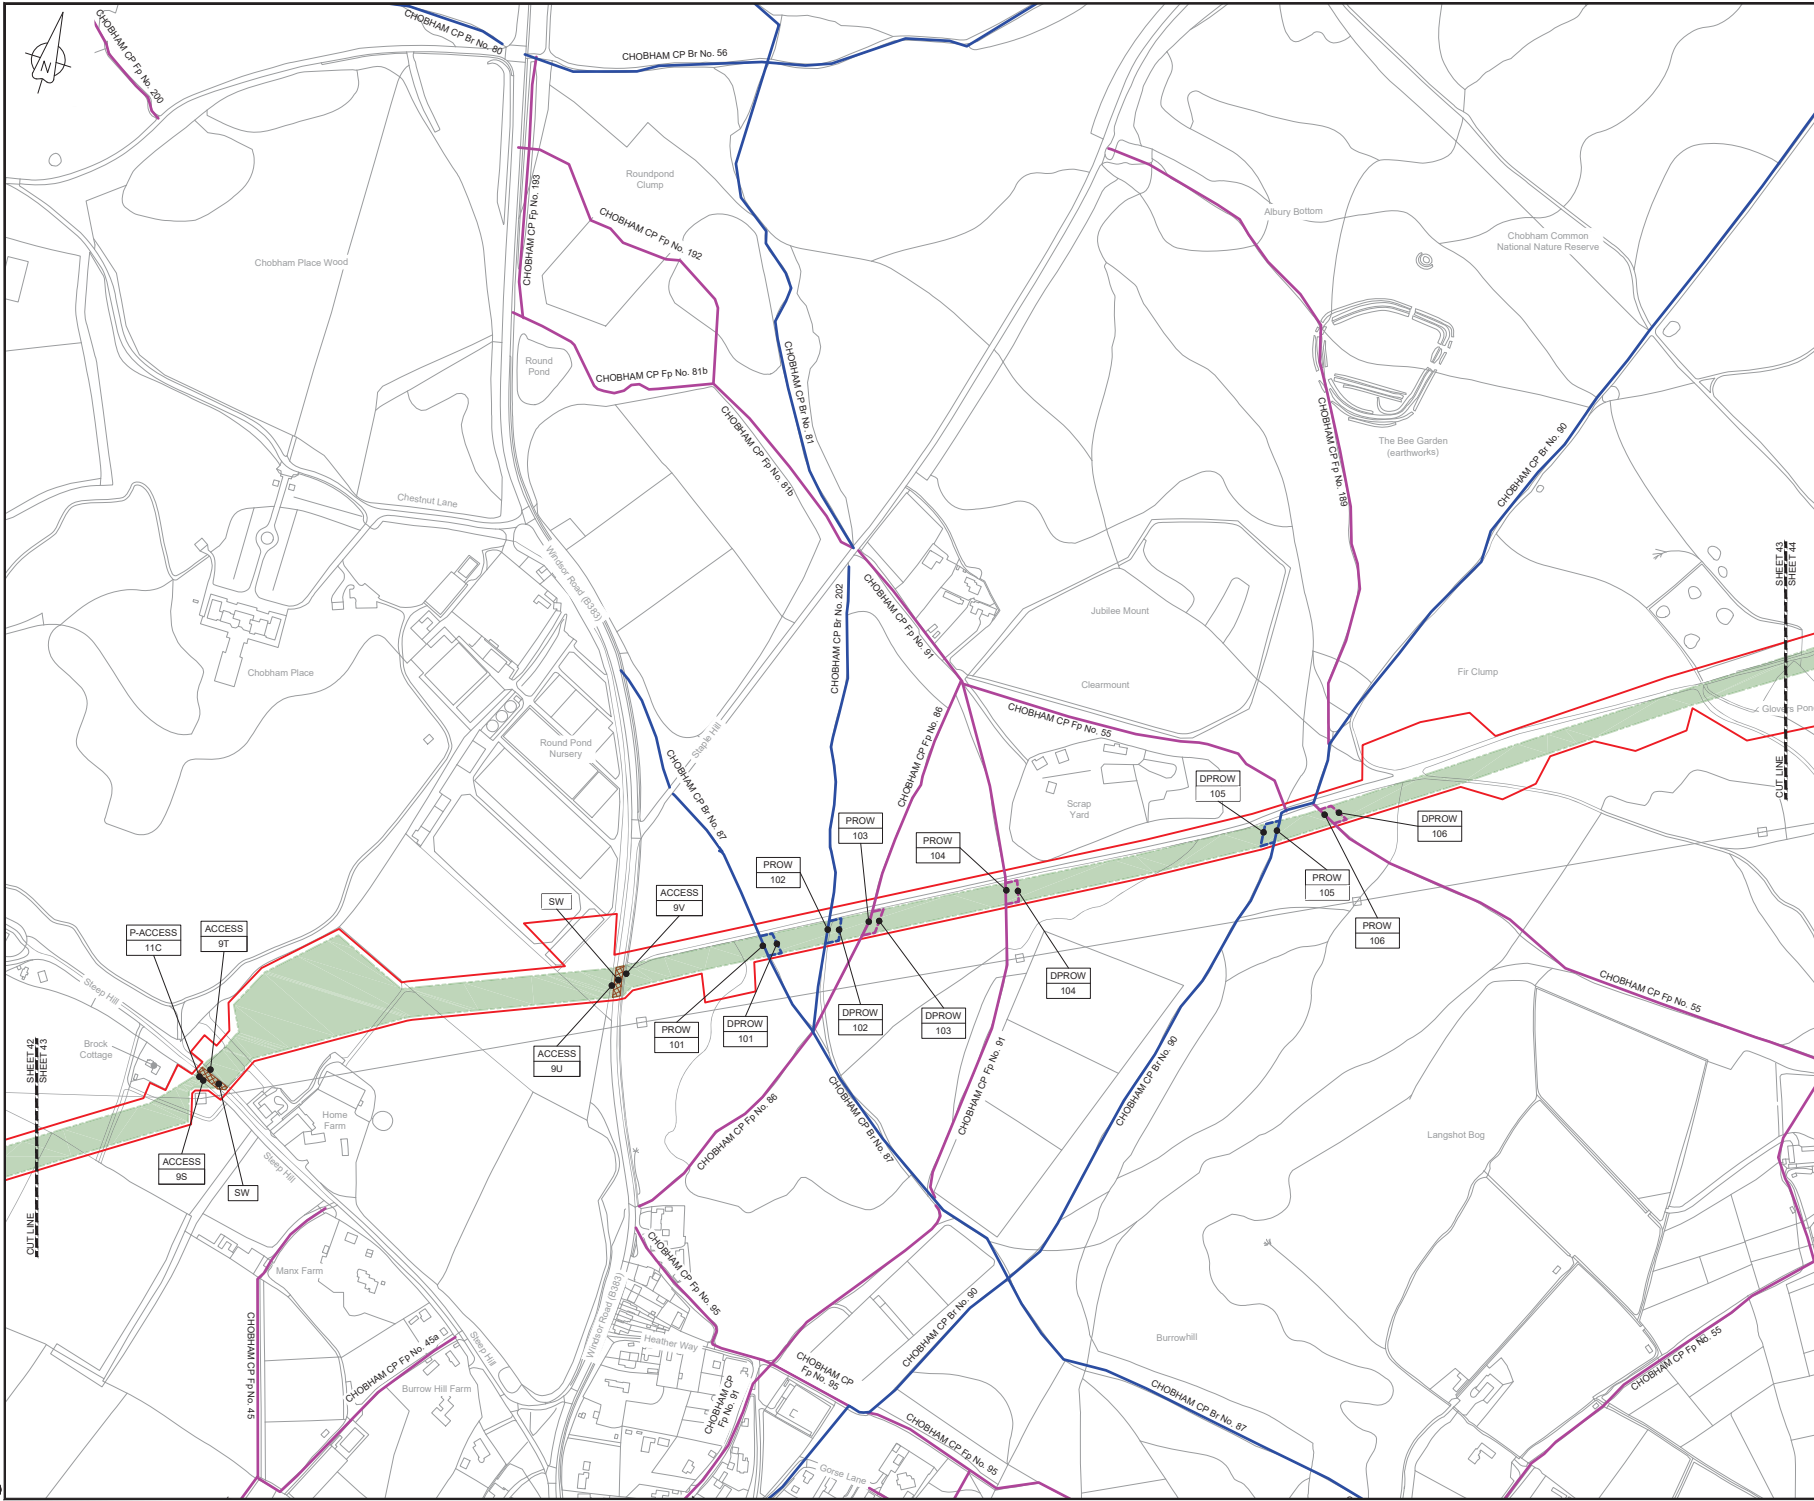 CHOBHAM CP Fp No. 200
N
CHOBHAM CP Br No. 80
CHOBHAM CP Br No. 56
CHOBHAM CP Fp No. 193
Roundpond
Clump
CHOBHAM CP Fp No. 192
Chobham Place Wood
Albury Bottom
Chobham Common
National Nature Reserve
Round
Pond
CHOBHAM CP Fp No. 81b
CHOBHAM CP Br No. 81
CHOBHAM CP Fp No. 81b
CHOBHAM CP Fp No. 189
The Bee Garden
(earthworks)
CHOBHAM CP Br No. 90
Chestnut Lane
Windsor Road (B383)
CHOBHAM CP Br No. 202
CHOBHAM CP Fp No. 91
Jubilee Mount
SHEET 43
SHEET 44
CUT LINE
Chobham Place
Clearmount
Fir Clump
Glovers Pond
CHOBHAM CP Fp No. 55
CHOBHAM CP Fp No. 86
Round Pond
Nursery
Staple Hill
CHOBHAM CP Br No. 87
Scrap
Yard
DPROW
105
PROW
103
PROW
104
DPROW
106
PROW
102
PROW
105
SW
ACCESS
9V
P-ACCESS
11C
ACCESS
9T
PROW
106
DPROW
104
CHOBHAM CP Fp No. 55
Steep Hill
PROW
101
DPROW
101
DPROW
102
DPROW
103
ACCESS
9U
Brock
Cottage
SHEET 42
SHEET 43
CUT LINE
Home
Farm
ACCESS
9S
SW
Steep Hill
CHOBHAM CP Fp No. 86
CHOBHAM CP Br No. 87
CHOBHAM CP Fp No. 91
CHOBHAM CP Br No. 90
Langshot Bog
Manx Farm
CHOBHAM CP Fp No. 95
Windsor Road (B383)
CHOBHAM CP Fp No. 45
CHOBHAM CP Fp No. 45a
Steep Hill
Burrow Hill Farm
Heather Way
CHOBHAM CP Br No. 90
Burrowhill
CHOBHAM CP Fp No. 55
CHOBHAM CP
Fp No. 95
CHOBHAM CP
Fp No. 91
CHOBHAM CP Br No. 87
CHOBHAM CP Fp No. 95
Gorse Lane